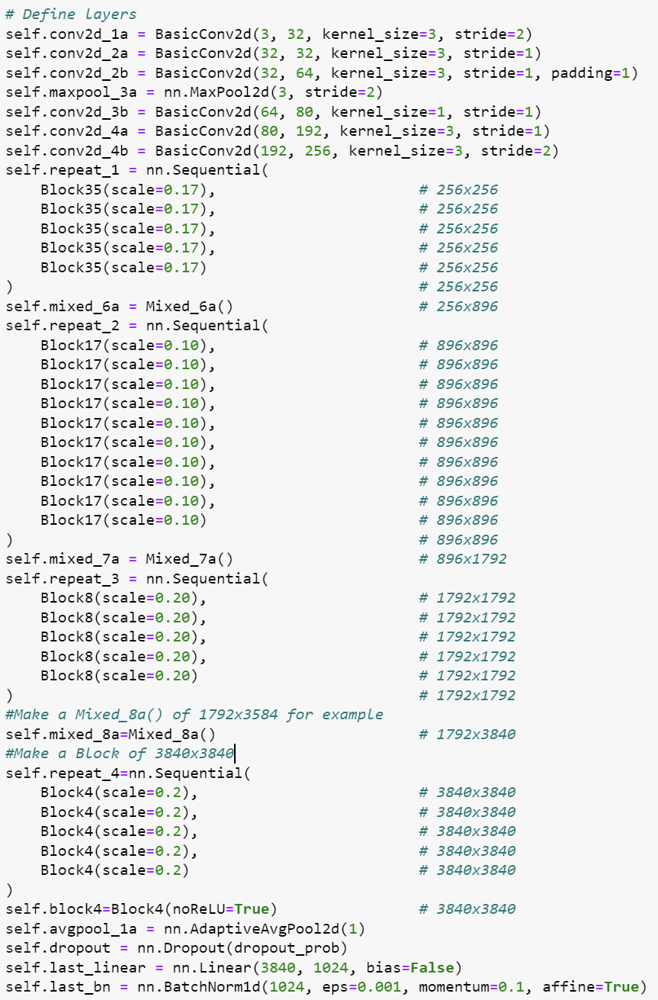 # Define layers
self.conv2d_1a = BasicConv2d(3, 32, kernel_size=3, stride=2)
self.conv2d_2a = BasicConv2d(32, 32, kernel_size=3, stride=1)
self.conv2d_2b = BasicConv2d(32, 64, kernel_size=3, stride=1, padding=1)
self.maxpool_3a = nn.MaxPool2d(3, stride=2)
self.conv2d_3b = BasicConv2d(64, 80, kernel_size=1, stride=1)
self.conv2d_4a = BasicConv2d(80, 192, kernel_size=3, stride=1)
self.conv2d_4b = BasicConv2d(192, 256, kernel_size=3, stride=2)
self.repeat_1 = nn.Sequential(
    Block35(scale=0.17),                       # 256x256
    Block35(scale=0.17),                       # 256x256
    Block35(scale=0.17),                       # 256x256
    Block35(scale=0.17),                       # 256x256
    Block35(scale=0.17)                        # 256x256
)                                              # 256x256
self.mixed_6a = Mixed_6a()                     # 256x896
self.repeat_2 = nn.Sequential(
    Block17(scale=0.10),                       # 896x896
    Block17(scale=0.10),                       # 896x896
    Block17(scale=0.10),                       # 896x896
    Block17(scale=0.10),                       # 896x896
    Block17(scale=0.10),                       # 896x896
    Block17(scale=0.10),                       # 896x896
    Block17(scale=0.10),                       # 896x896
    Block17(scale=0.10),                       # 896x896
    Block17(scale=0.10),                       # 896x896
    Block17(scale=0.10)                        # 896x896
)                                              # 896x896
self.mixed_7a = Mixed_7a()                     # 896x1792
self.repeat_3 = nn.Sequential(
    Block8(scale=0.20),                        # 1792x1792
    Block8(scale=0.20),                        # 1792x1792
    Block8(scale=0.20),                        # 1792x1792
    Block8(scale=0.20),                        # 1792x1792
    Block8(scale=0.20)                         # 1792x1792
)                                              # 1792x1792
#Make a Mixed_8a() of 1792x3584 for example
self.mixed_8a=Mixed_8a()                       # 1792x3840
#Make a Block of 3840x3840
self.repeat_4=nn.Sequential(
    Block4(scale=0.2),                         # 3840x3840
    Block4(scale=0.2),                         # 3840x3840
    Block4(scale=0.2),                         # 3840x3840
    Block4(scale=0.2),                         # 3840x3840
    Block4(scale=0.2)                          # 3840x3840
)
self.block4=Block4(noReLU=True)                # 3840x3840
self.avgpool_1a = nn.AdaptiveAvgPool2d(1)
self.dropout = nn.Dropout(dropout_prob)
self.last_linear = nn.Linear(3840, 1024, bias=False)
self.last_bn = nn.BatchNorm1d(1024, eps=0.001, momentum=0.1, affine=True)